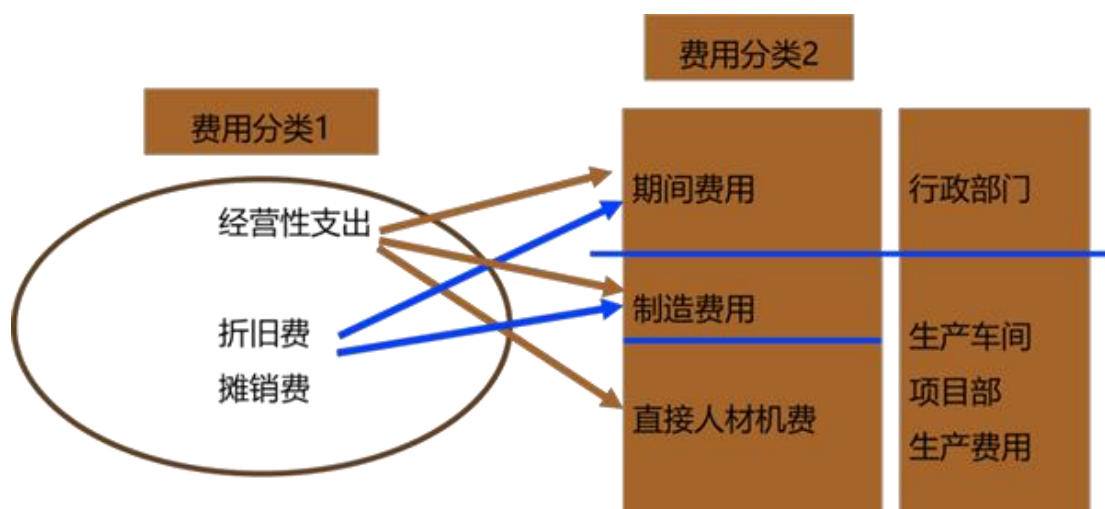 费用分类2
费用分类1
期间费用
行政部门
经营性支出
制造费用
折旧费
生产车间
摊销费
项目部
直接人材机费
生产费用